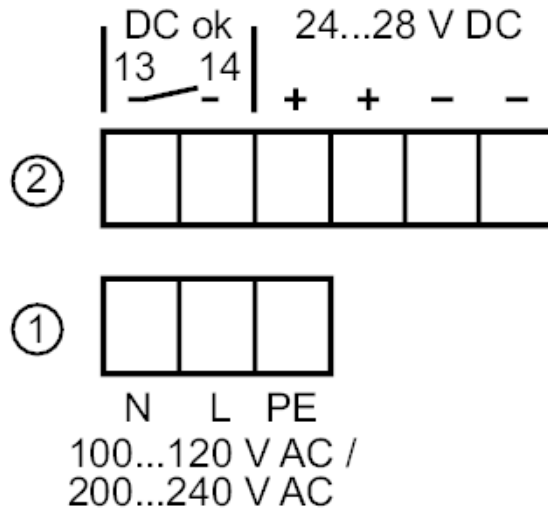 DC ok 24...28 V DC
13 14
+ + − −
2
1
N L PE
100...120 V AC /
200...240 V AC